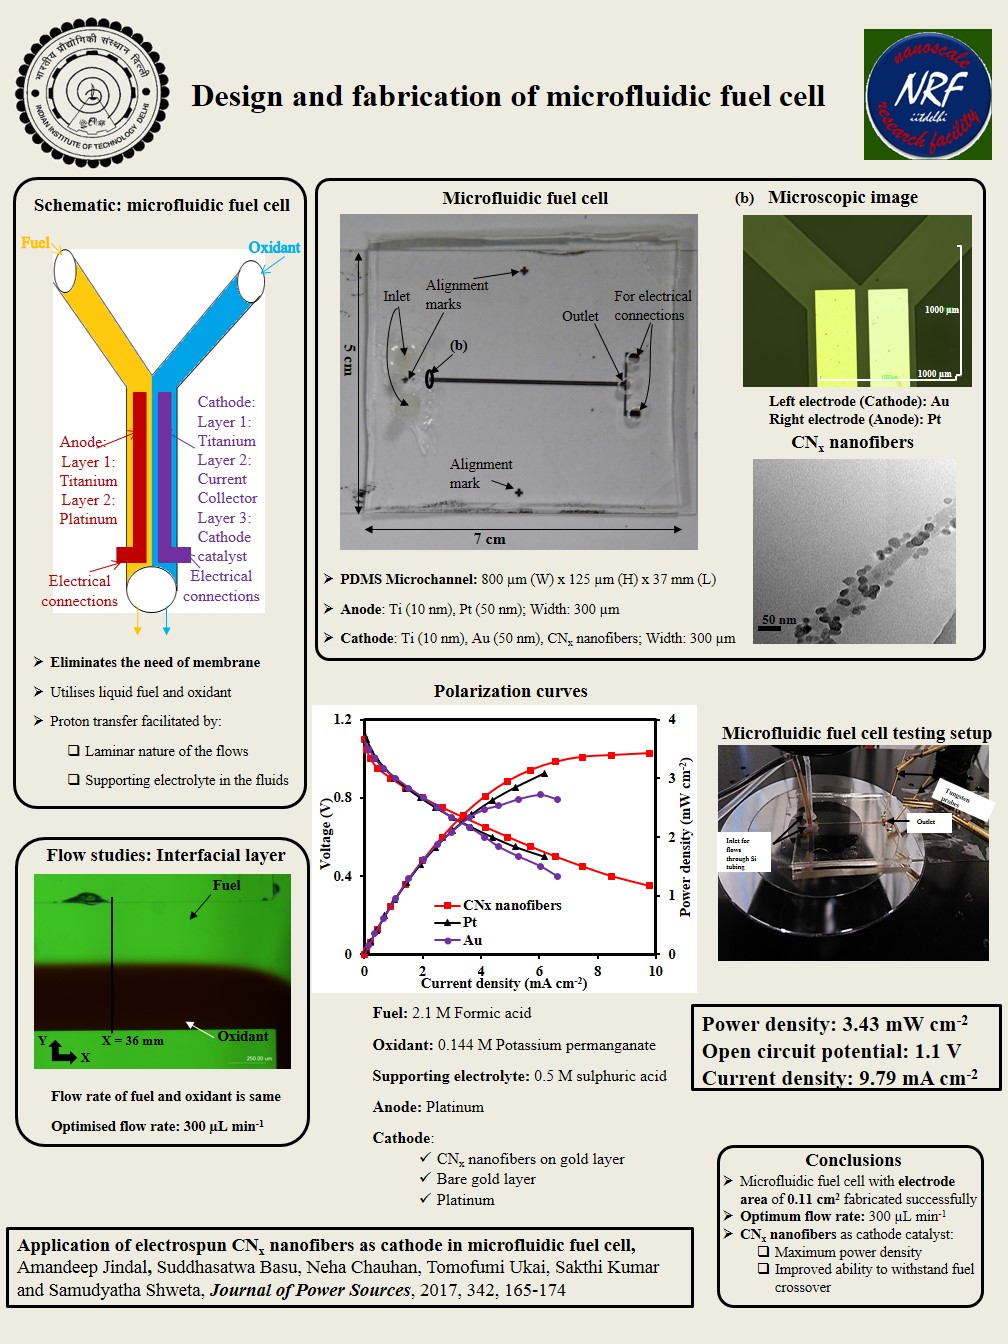 भारतीय प्रौद्योगिकी संस्थान दिल्ली
INDIAN INSTITUTE OF TECHNOLOGY DELHI
Design and fabrication of microfluidic fuel cell
nanoscale
NRF
iitdelhi
research facility
Schematic: microfluidic fuel cell
Fuel
Oxidant
Anode:
Layer 1:
Titanium
Layer 2:
Platinum
Cathode:
Layer 1:
Titanium
Layer 2:
Current
Collector
Layer 3:
Cathode
catalyst
Electrical
connections
Electrical
connections
➢ Eliminates the need of membrane
➢ Utilises liquid fuel and oxidant
➢ Proton transfer facilitated by:
❑ Laminar nature of the flows
❑ Supporting electrolyte in the fluids
Microfluidic fuel cell
Inlet
Alignment
marks
(b)
Outlet
For electrical
connections
Alignment
mark
5 cm
7 cm
(b) Microscopic image
1000 µm
1000 µm
Left electrode (Cathode): Au
Right electrode (Anode): Pt
CNx nanofibers
50 nm
➢ PDMS Microchannel: 800 µm (W) x 125 µm (H) x 37 mm (L)
➢ Anode: Ti (10 nm), Pt (50 nm); Width: 300 µm
➢ Cathode: Ti (10 nm), Au (50 nm), CNx nanofibers; Width: 300 µm
Flow studies: Interfacial layer
Fuel
Oxidant
Y
X
X = 36 mm
250.00 um
Flow rate of fuel and oxidant is same
Optimised flow rate: 300 µL min-1
Polarization curves
1.2
0.8
0.4
0
Voltage (V)
4
3
2
1
0
Power density (mW cm-2)
CNx nanofibers
Pt
Au
0 2 4 6 8 10
Current density (mA cm-2)
Fuel: 2.1 M Formic acid
Oxidant: 0.144 M Potassium permanganate
Supporting electrolyte: 0.5 M sulphuric acid
Anode: Platinum
Cathode:
✓ CNx nanofibers on gold layer
✓ Bare gold layer
✓ Platinum
Microfluidic fuel cell testing setup
Tungsten
probes
Outlet
Inlet for
flows
through Si
tubing
Power density: 3.43 mW cm-2
Open circuit potential: 1.1 V
Current density: 9.79 mA cm-2
Conclusions
➢ Microfluidic fuel cell with electrode
area of 0.11 cm2 fabricated successfully
➢ Optimum flow rate: 300 µL min-1
➢ CNx nanofibers as cathode catalyst:
❑ Maximum power density
❑ Improved ability to withstand fuel
crossover
Application of electrospun CNx nanofibers as cathode in microfluidic fuel cell,
Amandeep Jindal, Suddhasatwa Basu, Neha Chauhan, Tomofumi Ukai, Sakthi Kumar
and Samudyatha Shweta, Journal of Power Sources, 2017, 342, 165-174